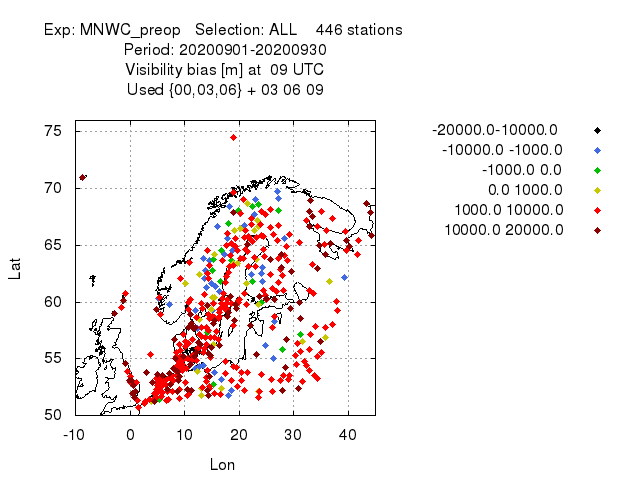 Exp: MNWC_preop   Selection: ALL    446 stations
Period: 20200901-20200930
Visibility bias [m] at  09 UTC
Used {00,03,06} + 03 06 09
-20000.0-10000.0
-10000.0 -1000.0
-1000.0 0.0
0.0 1000.0
1000.0 10000.0
10000.0 20000.0
75
70
65
60
55
50
Lat
-10 0 10 20 30 40
Lon